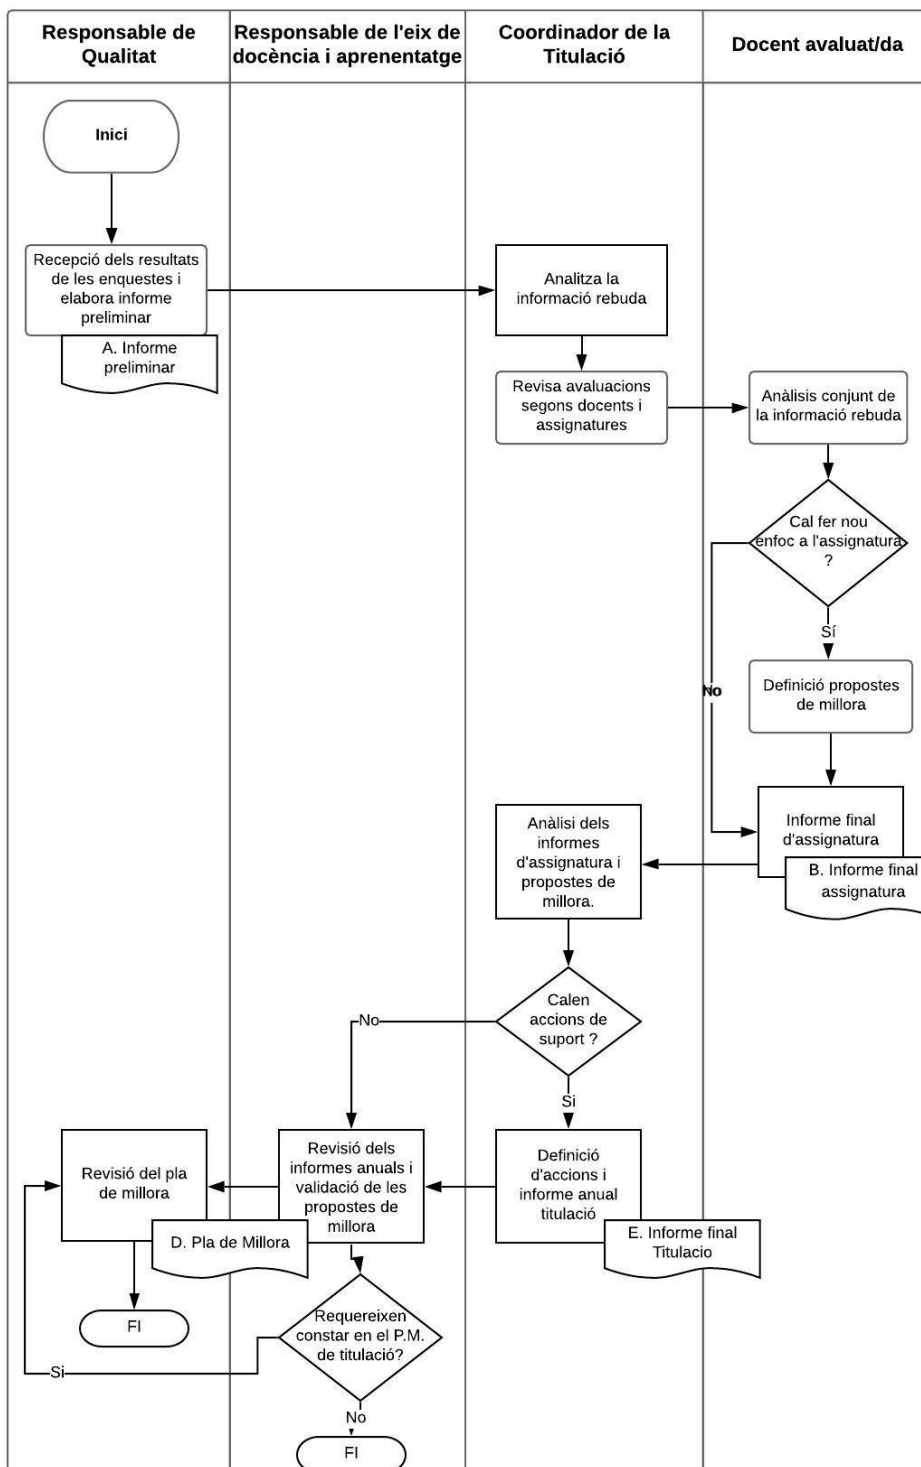 Responsable de
Qualitat
Responsable de l'eix de
docència i aprenentatge
Coordinador de la
Titulació
Docent avaluat/da
Inici
Recepció dels resultats
de les enquestes i
elabora informe
preliminar
A. Informe
preliminar
Analitza la
informació rebuda
Revisa avaluacions
segons docents i
assignatures
Anàlisis conjunt de
la informació rebuda
Cal fer nou
enfoc a l'assignatura
?
Sí
No
Definició propostes
de millora
Informe final
d'assignatura
B. Informe final
assignatura
Anàlisi dels
informes
d'assignatura i
propostes de
millora.
Calen
accions de
suport ?
No
Si
Definició
d'accions i
informe anual
titulació
E. Informe final
Titulacio
Revisió dels
informes anuals i
validació de les
propostes de
millora
Revisió del pla
de millora
D. Pla de Millora
FI
Requereixen
constar en el P.M.
de titulació?
Si
No
FI